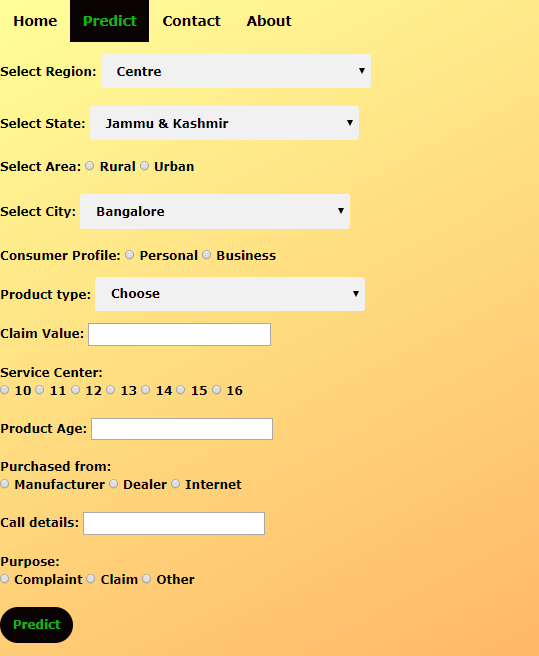 Home Predict Contact About
Select Region: Centre
Select State: Jammu & Kashmir
Select Area: Rural Urban
Select City: Bangalore
Consumer Profile: Personal Business
Product type: Choose
Claim Value:
Service Center:
10 11 12 13 14 15 16
Product Age:
Purchased from:
Manufacturer Dealer Internet
Call details:
Purpose:
Complaint Claim Other
Predict